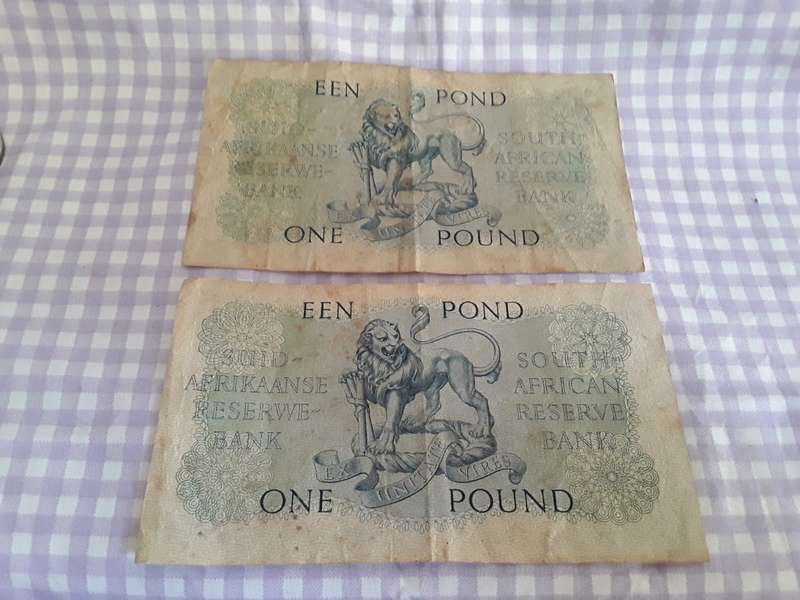 EEN POND
SUID-
AFRIKAANSE
RESERWE-
BANK
SOUTH
AFRICAN
RESERVE
BANK
EX UNITATE VIRES
ONE POUND
EEN POND
SUID-
AFRIKAANSE
RESERWE-
BANK
SOUTH
AFRICAN
RESERVE
BANK
EX UNITATE VIRES
ONE POUND